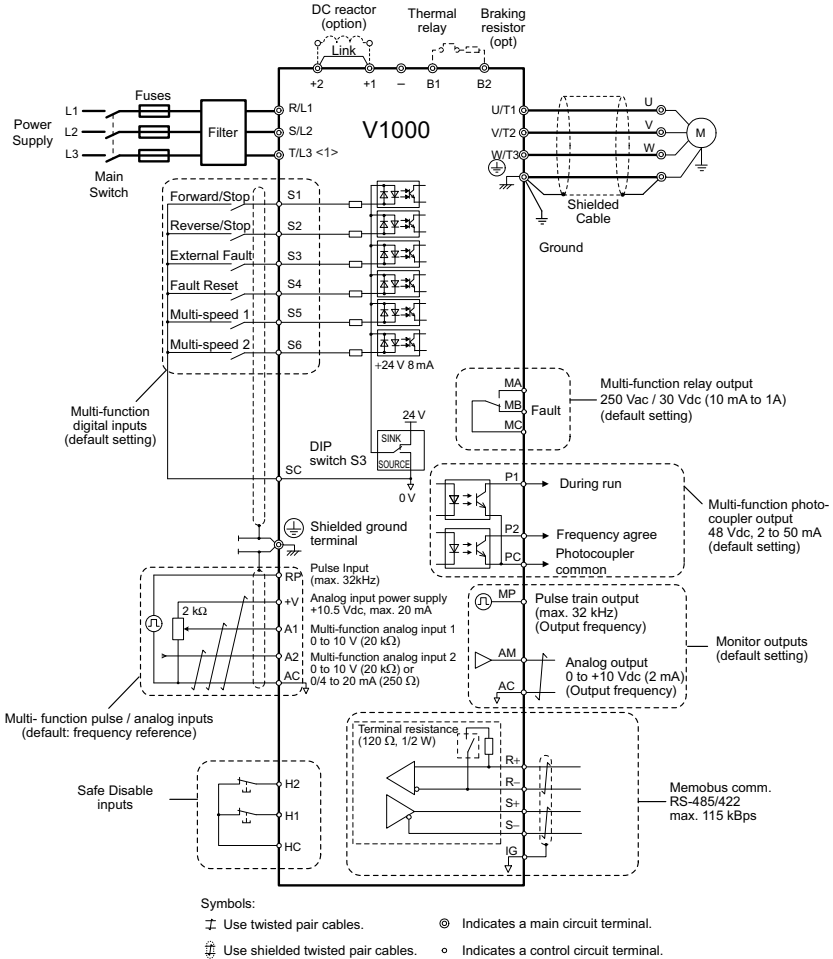 DC reactor
(option)
Thermal
relay
Braking
resistor
(opt)
Link
+2
+1
–
B1
B2
Power
Supply
L1
L2
L3
Fuses
Filter
Main
Switch
R/L1
S/L2
T/L3 <1>
V1000
U/T1
V/T2
W/T3
U
V
W
M
Shielded
Cable
Ground
Forward/Stop
S1
Reverse/Stop
S2
External Fault
S3
Fault Reset
S4
Multi-speed 1
S5
Multi-speed 2
S6
+24 V 8 mA
Multi-function
digital inputs
(default setting)
24 V
SINK
SOURCE
DIP
switch S3
0 V
SC
MA
MB
MC
Fault
Multi-function relay output
250 Vac / 30 Vdc (10 mA to 1A)
(default setting)
P1
During run
P2
Frequency agree
PC
Photocoupler
common
Multi-function photo-
coupler output
48 Vdc, 2 to 50 mA
(default setting)
Shielded ground
terminal
RP
Pulse Input
(max. 32kHz)
+V
Analog input power supply
+10.5 Vdc, max. 20 mA
2 kΩ
A1
Multi-function analog input 1
0 to 10 V (20 kΩ)
A2
Multi-function analog input 2
0 to 10 V (20 kΩ) or
0/4 to 20 mA (250 Ω)
AC
Multi- function pulse / analog inputs
(default: frequency reference)
MP
Pulse train output
(max. 32 kHz)
(Output frequency)
AM
Analog output
0 to +10 Vdc (2 mA)
(Output frequency)
AC
Monitor outputs
(default setting)
Safe Disable
inputs
H2
H1
HC
Terminal resistance
(120 Ω, 1/2 W)
R+
R–
S+
S–
IG
Memobus comm.
RS-485/422
max. 115 kBps
Symbols:
Use twisted pair cables.
Indicates a main circuit terminal.
Use shielded twisted pair cables.
Indicates a control circuit terminal.